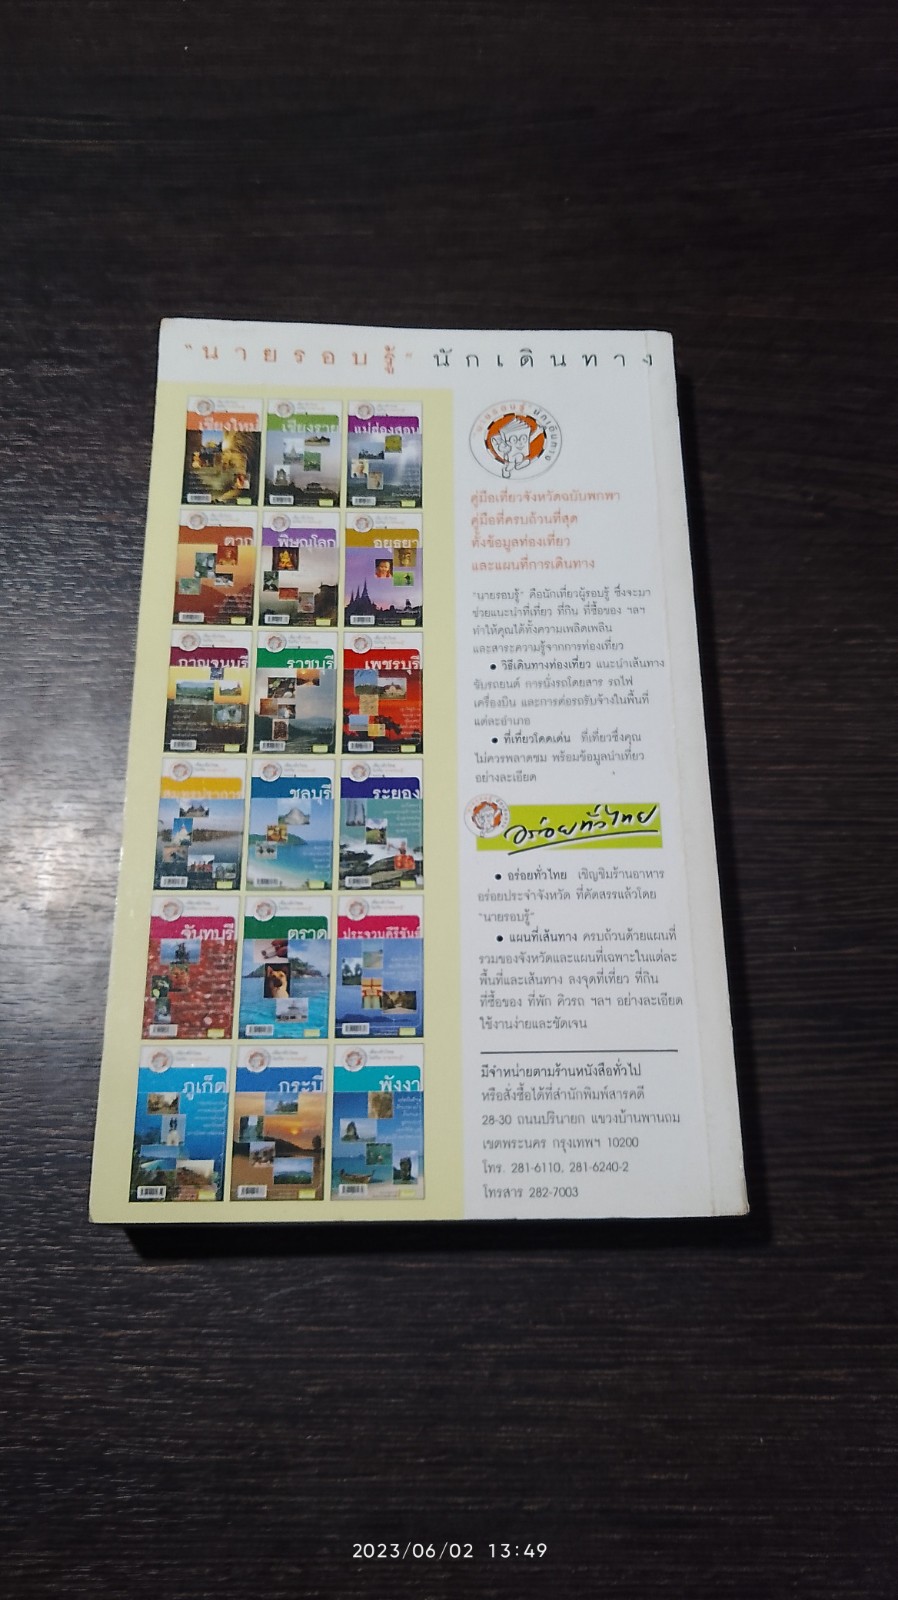 "นายรอบรู้" นักเดินทาง
เชียงใหม่
เชียงราย
แม่ฮ่องสอน
ตาก
พิษณุโลก
อยุธยา
กาญจนบุรี
ราชบุรี
เพชรบุรี
สมุทรปราการ
ชลบุรี
ระยอง
จันทบุรี
ตราด
ประจวบคีรีขันธ์
ภูเก็ต
กระบี่
พังงา
"นายรอบรู้" นักเดินทาง
คู่มือเที่ยวจังหวัดฉบับพกพา
คู่มือที่ครบถ้วนที่สุด
ทั้งข้อมูลท่องเที่ยว
และแผนที่การเดินทาง
"นายรอบรู้" คือนักเที่ยวผู้รอบรู้ ซึ่งจะมา
ช่วยแนะนำที่เที่ยว ที่กิน ที่ซื้อของ ฯลฯ
ทำให้คุณได้ทั้งความเพลิดเพลิน
และสาระความรู้จากการท่องเที่ยว
● วิธีเดินทางท่องเที่ยว แนะนำเส้นทาง
ขับรถยนต์ การนั่งรถโดยสาร รถไฟ
เครื่องบิน และการต่อรถรับจ้างในพื้นที่
แต่ละอำเภอ
● ที่เที่ยวโดดเด่น ที่เที่ยวซึ่งคุณ
ไม่ควรพลาดชม พร้อมข้อมูลนำเที่ยว
อย่างละเอียด
อร่อยทั่วไทย
● อร่อยทั่วไทย เชิญชิมร้านอาหาร
อร่อยประจำจังหวัด ที่คัดสรรแล้วโดย
"นายรอบรู้"
● แผนที่เส้นทาง ครบถ้วนด้วยแผนที่
รวมของจังหวัดและแผนที่เฉพาะในแต่ละ
พื้นที่และเส้นทาง ลงจุดที่เที่ยว ที่กิน
ที่ซื้อของ ที่พัก คิวรถ ฯลฯ อย่างละเอียด
ใช้งานง่ายและชัดเจน
มีจำหน่ายตามร้านหนังสือทั่วไป
หรือสั่งซื้อได้ที่สำนักพิมพ์สารคดี
28-30 ถนนปรินายก แขวงบ้านพานถม
เขตพระนคร กรุงเทพฯ 10200
โทร. 281-6110, 281-6240-2
โทรสาร 282-7003
2023/06/02 13:49